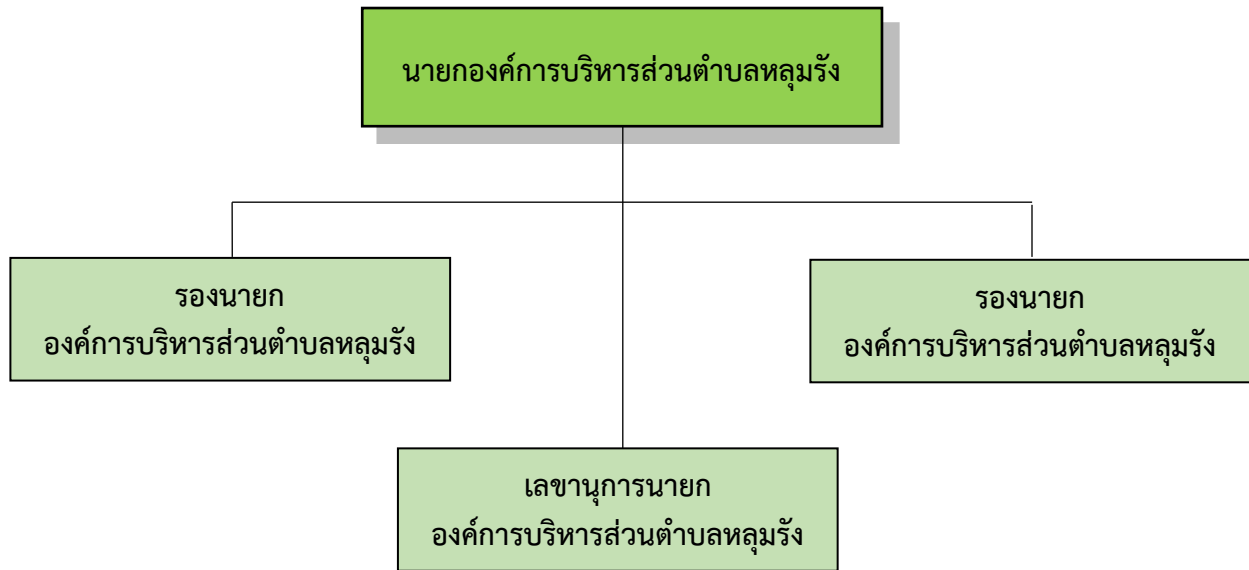 นายกองค์การบริหารส่วนตำบลหลุมรัง
รองนายก
องค์การบริหารส่วนตำบลหลุมรัง
รองนายก
องค์การบริหารส่วนตำบลหลุมรัง
เลขานุการนายก
องค์การบริหารส่วนตำบลหลุมรัง